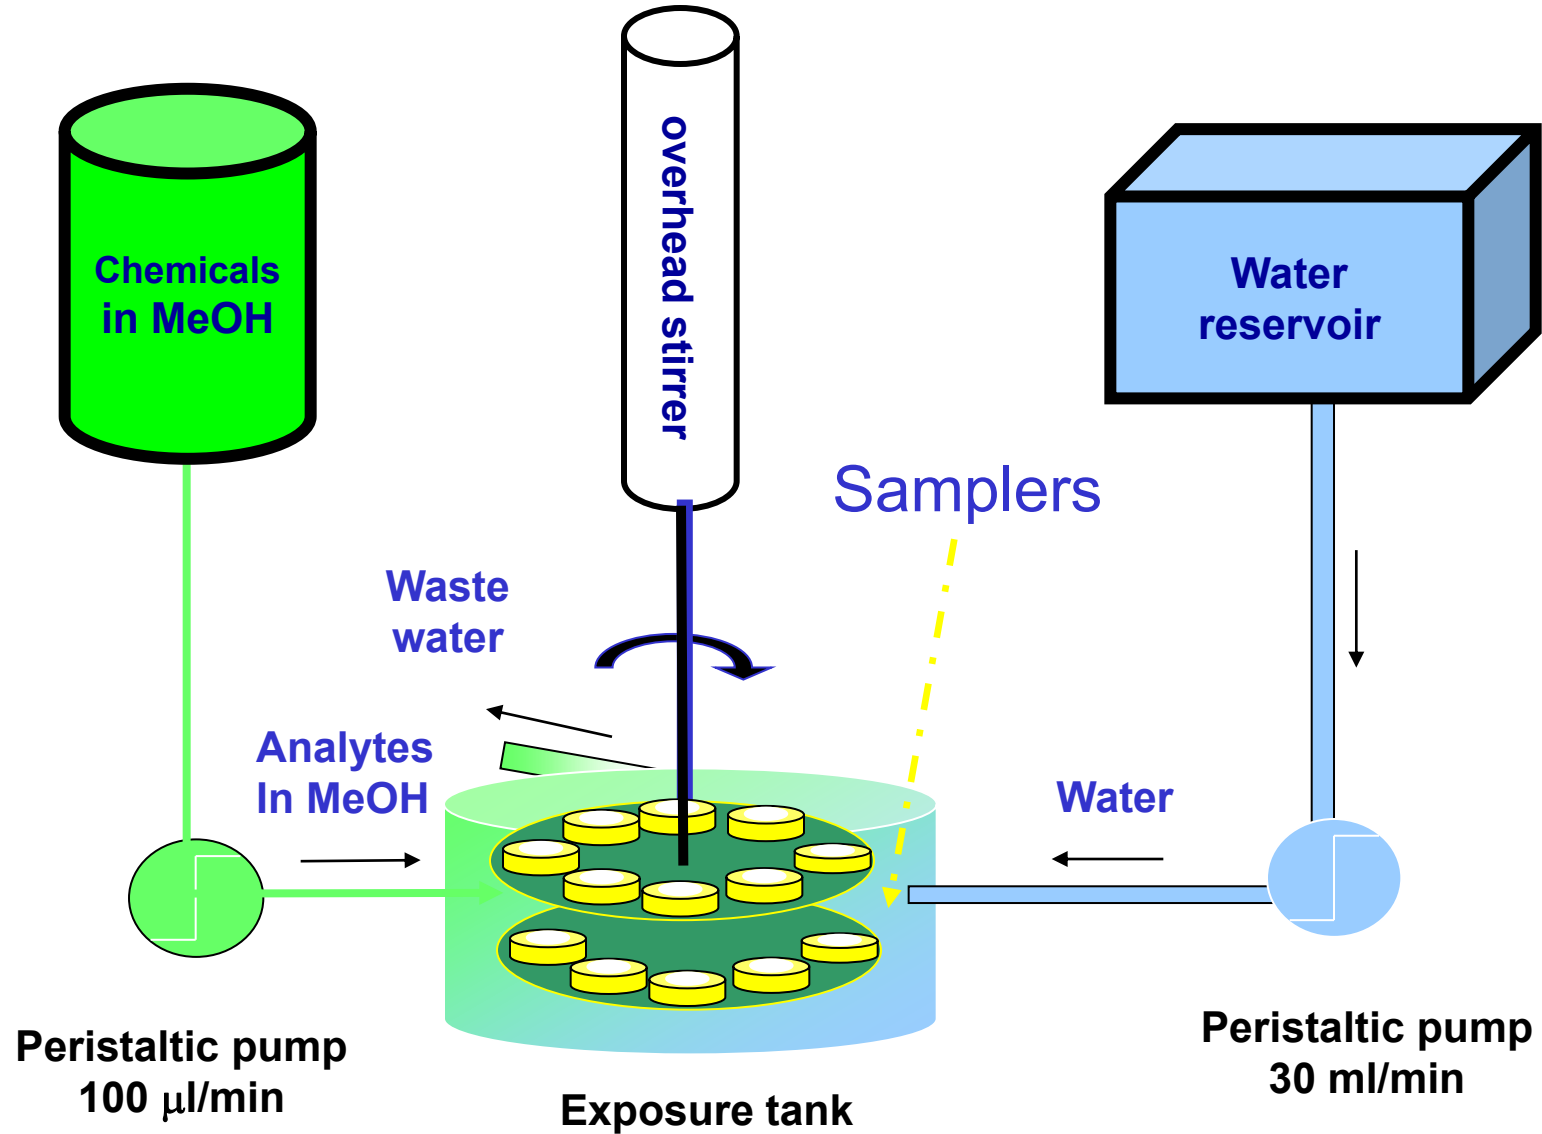 Chemicals
in MeOH
overhead stirrer
Water
reservoir
Samplers
Waste
water
Analytes
In MeOH
Water
Peristaltic pump
100 μl/min
Exposure tank
Peristaltic pump
30 ml/min